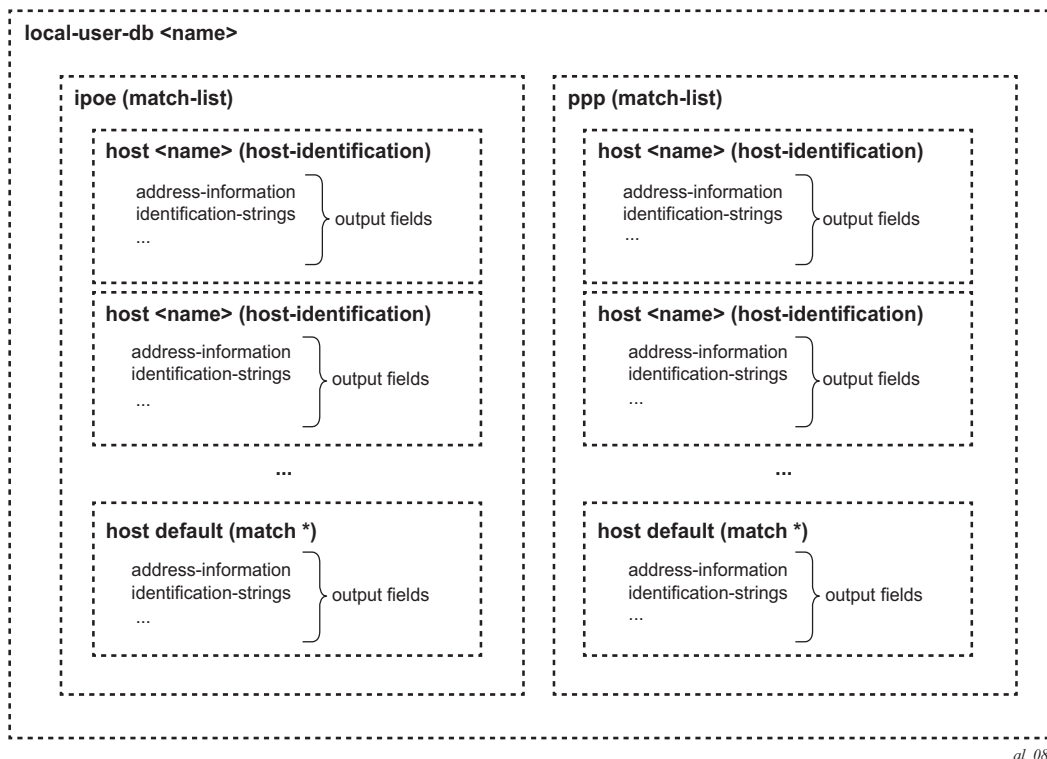 local-user-db <name>
ipoe (match-list)
host <name> (host-identification)
address-information
identification-strings
...
output fields
host <name> (host-identification)
address-information
identification-strings
...
output fields
...
host default (match *)
address-information
identification-strings
...
output fields
ppp (match-list)
host <name> (host-identification)
address-information
identification-strings
...
output fields
host <name> (host-identification)
address-information
identification-strings
...
output fields
...
host default (match *)
address-information
identification-strings
...
output fields
al_08